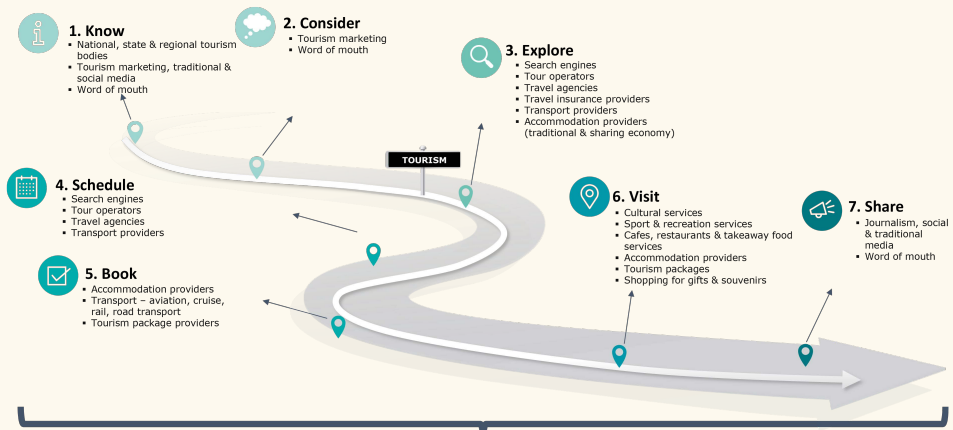 1. Know
▪ National, state & regional tourism
bodies
▪ Tourism marketing, traditional &
social media
▪ Word of mouth
2. Consider
▪ Tourism marketing
▪ Word of mouth
3. Explore
▪ Search engines
▪ Tour operators
▪ Travel agencies
▪ Travel insurance providers
▪ Transport providers
▪ Accommodation providers
(traditional & sharing economy)
TOURISM
4. Schedule
▪ Search engines
▪ Tour operators
▪ Travel agencies
▪ Transport providers
5. Book
▪ Accommodation providers
▪ Transport – aviation, cruise,
rail, road transport
▪ Tourism package providers
6. Visit
▪ Cultural services
▪ Sport & recreation services
▪ Cafes, restaurants & takeaway food
services
▪ Accommodation providers
▪ Tourism packages
▪ Shopping for gifts & souvenirs
7. Share
▪ Journalism, social
& traditional
media
▪ Word of mouth